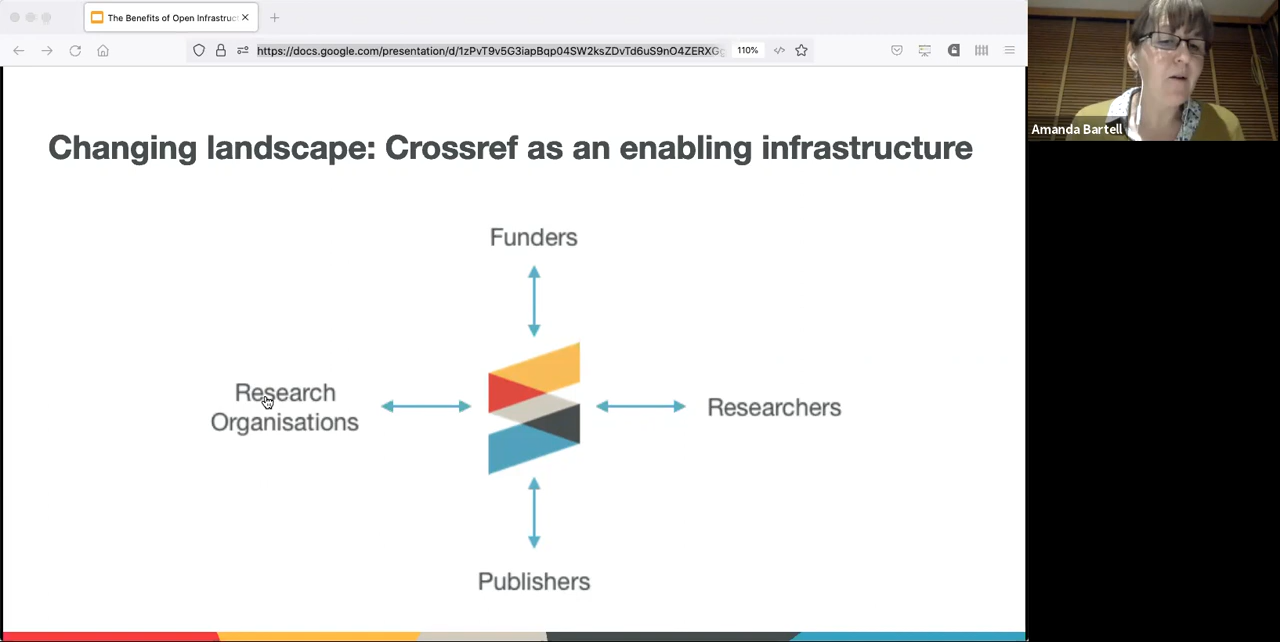 The Benefits of Open Infrastruc
https://docs.google.com/presentation/d/1zPvT9v5G3iapBqp04SW2ksZDvTd6uS9nO4ZERXG
110%
Amanda Bartell
Changing landscape: Crossref as an enabling infrastructure
Funders
Research
Organisations
Researchers
Publishers